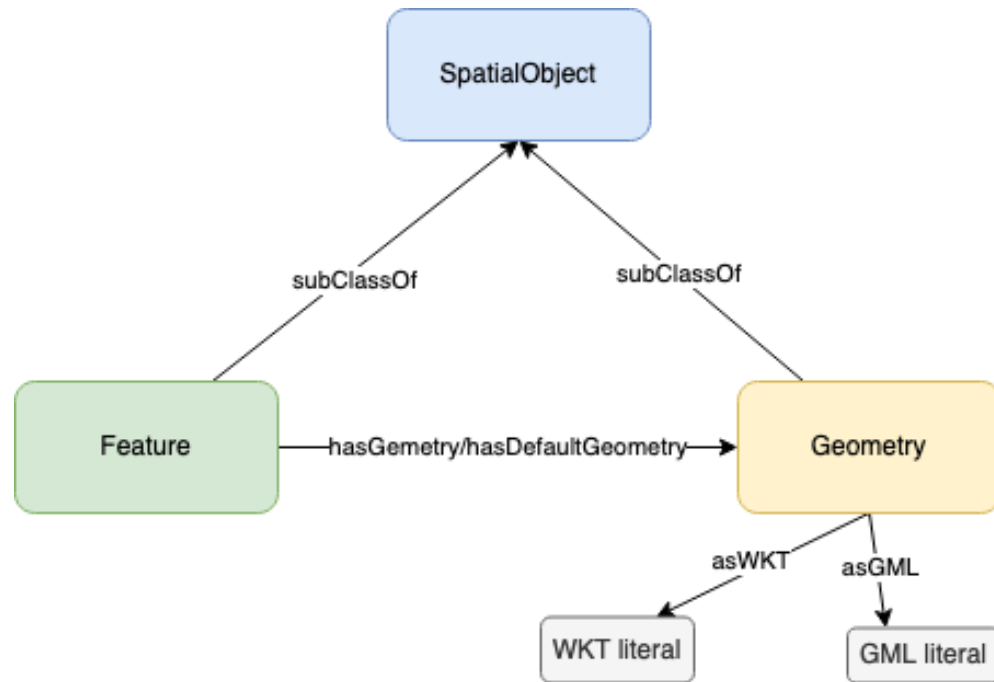 SpatialObject
subClassOf
subClassOf
Feature
hasGemetry/hasDefaultGeometry
Geometry
asWKT
asGML
WKT literal
GML literal